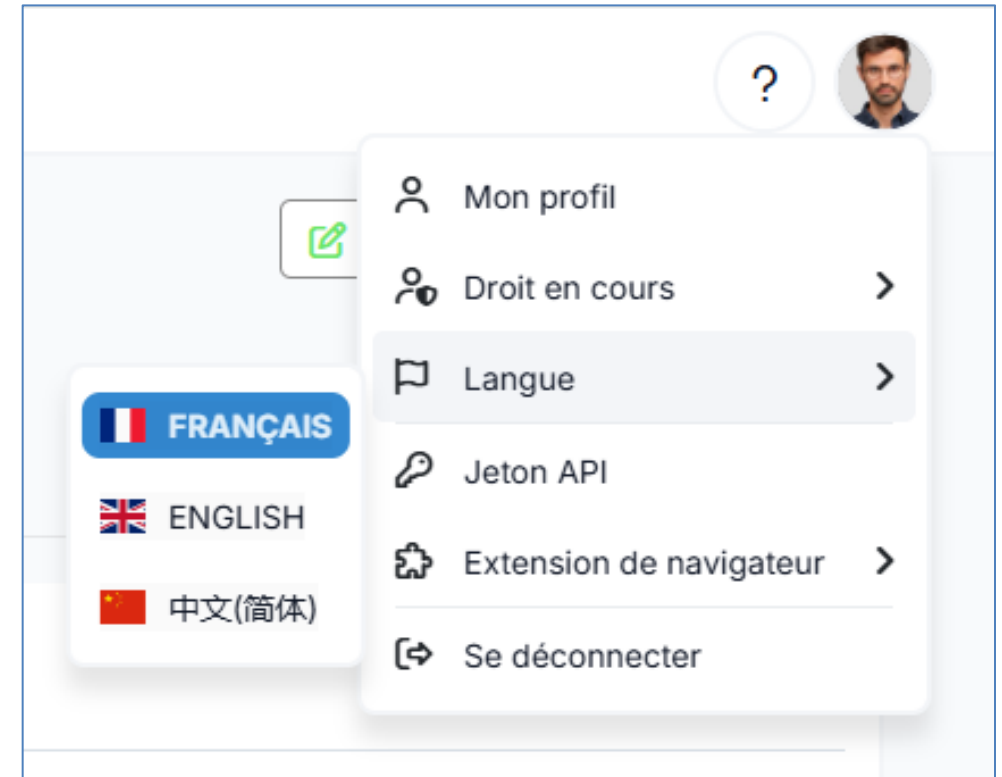 ?
Mon profil
Droit en cours
Langue
FRANÇAIS
ENGLISH
中文(简体)
Jeton API
Extension de navigateur
Se déconnecter